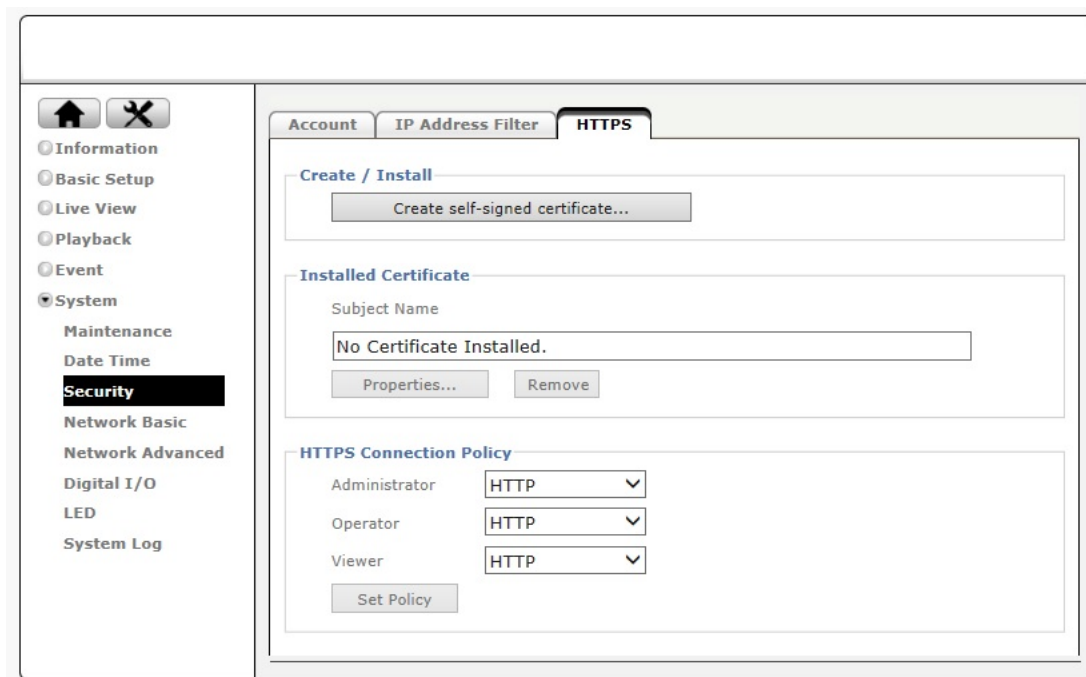 Information
Basic Setup
Live View
Playback
Event
System
Maintenance
Date Time
Security
Network Basic
Network Advanced
Digital I/O
LED
System Log
Account IP Address Filter HTTPS
Create / Install
Create self-signed certificate...
Installed Certificate
Subject Name
No Certificate Installed.
Properties... Remove
HTTPS Connection Policy
Administrator HTTP
Operator HTTP
Viewer HTTP
Set Policy